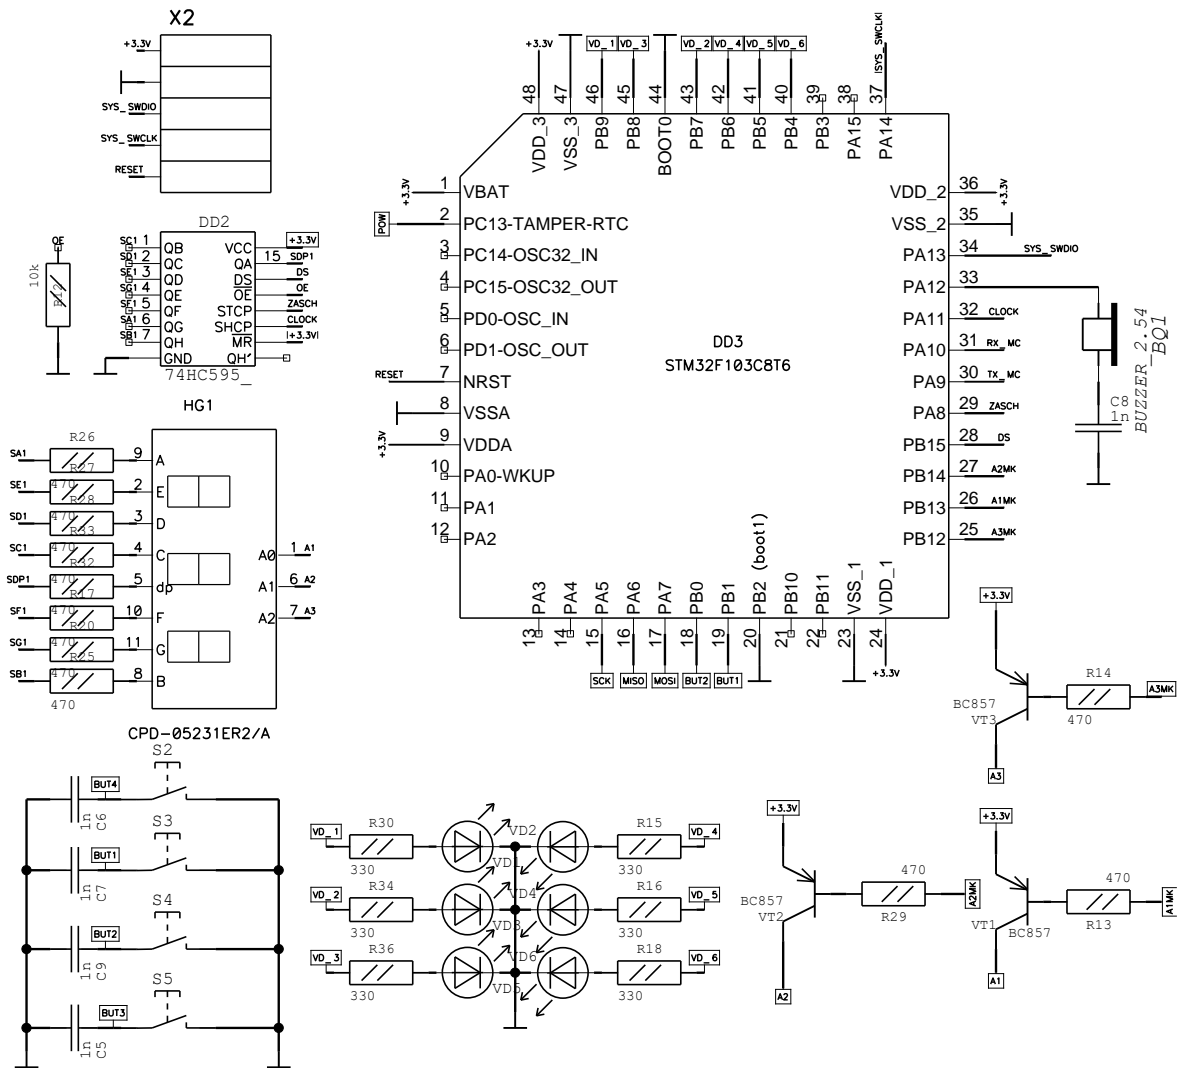 X2
+3.3V
SYS_SWDIO
SYS_SWCLK
RESET
DD2
SC1 1 QB VCC +3.3V
SD1 2 QC QA 15 SDP1
SE1 3 QD DS DS
SG1 4 QE OE OE
SF1 5 QF STCP ZASCH
SA1 6 QG SHCP CLOCK
SB1 7 QH MR +3.3V
GND QH'
74HC595_
OE
10k
R12
HG1
R26
SA1 9 A
R27
470
SE1 2 E
R28
470
SD1 3 D
R33
470
SC1 4 C A0 1 A1
R32
470
SDP1 5 dp A1 6 A2
R17
470
SF1 10 F A2 7 A3
R20
470
SG1 11 G
R25
470
SB1 8 B
470
CPD-05231ER2/A
+3.3V
VD_1
VD_3
VD_2
VD_4
VD_5
VD_6
SYS_SWCLK
48 47 46 45 44 43 42 41 40 39 38 37
VDD_3
VSS_3
PB9
PB8
BOOT0
PB7
PB6
PB5
PB4
PB3
PA15
PA14
+3.3V 1 VBAT
POW 2 PC13-TAMPER-RTC
3 PC14-OSC32_IN
4 PC15-OSC32_OUT
5 PD0-OSC_IN
6 PD1-OSC_OUT
RESET 7 NRST
8 VSSA
+3.3V 9 VDDA
10 PA0-WKUP
11 PA1
12 PA2
DD3
STM32F103C8T6
VDD_2 36 +3.3V
VSS_2 35
PA13 34 SYS_SWDIO
PA12 33
PA11 32 CLOCK
PA10 31 RX_MC
PA9 30 TX_MC
PA8 29 ZASCH
PB15 28 DS
PB14 27 A2MK
PB13 26 A1MK
PB12 25 A3MK
PA3
PA4
PA5
PA6
PA7
PB0
PB1
PB2 (boot1)
PB10
PB11
VSS_1
VDD_1
13 14 15 16 17 18 19 20 21 22 23 24
SCK
MISO
MOSI
BUT2
BUT1
+3.3V
BUZZER_2.54
BQ1
C8
1n
+3.3V
R14
A3MK
BC857
470
VT3
A3
S2
BUT4
1n
C6
S3
BUT1
1n
C7
S4
BUT2
1n
C9
S5
BUT3
1n
C5
VD_1 R30 VD2 R15 VD_4
330 VD1 330
VD_2 R34 VD4 R16 VD_5
330 VD3 330
VD_3 R36 VD6 R18 VD_6
330 VD5 330
+3.3V
470
BC857
A2MK
VT2
R29
A2
+3.3V
470
A1MK
VT1
BC857
R13
A1